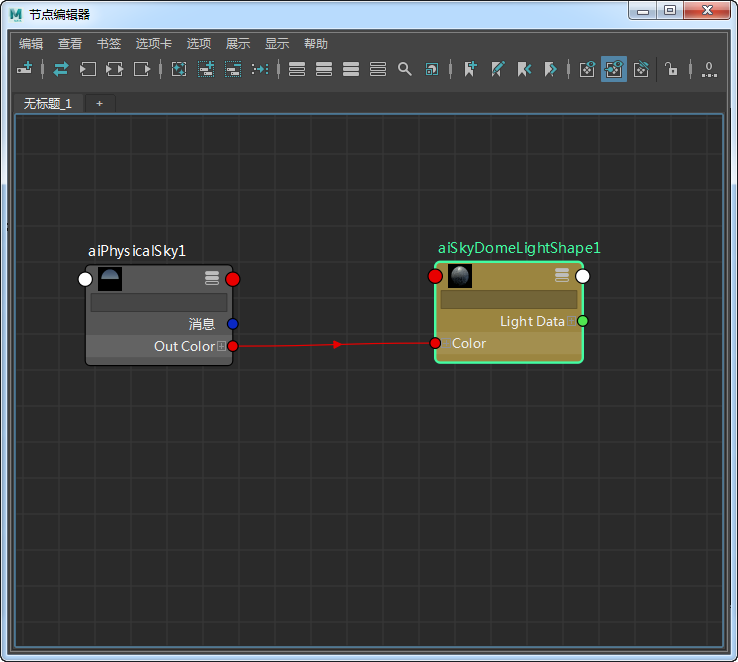 节点编辑器
编辑 查看 书签 选项卡 选项 展示 显示 帮助
0
无标题_1 +
aiPhysicalSky1
消息
Out Color
aiSkyDomeLightShape1
Light Data
Color